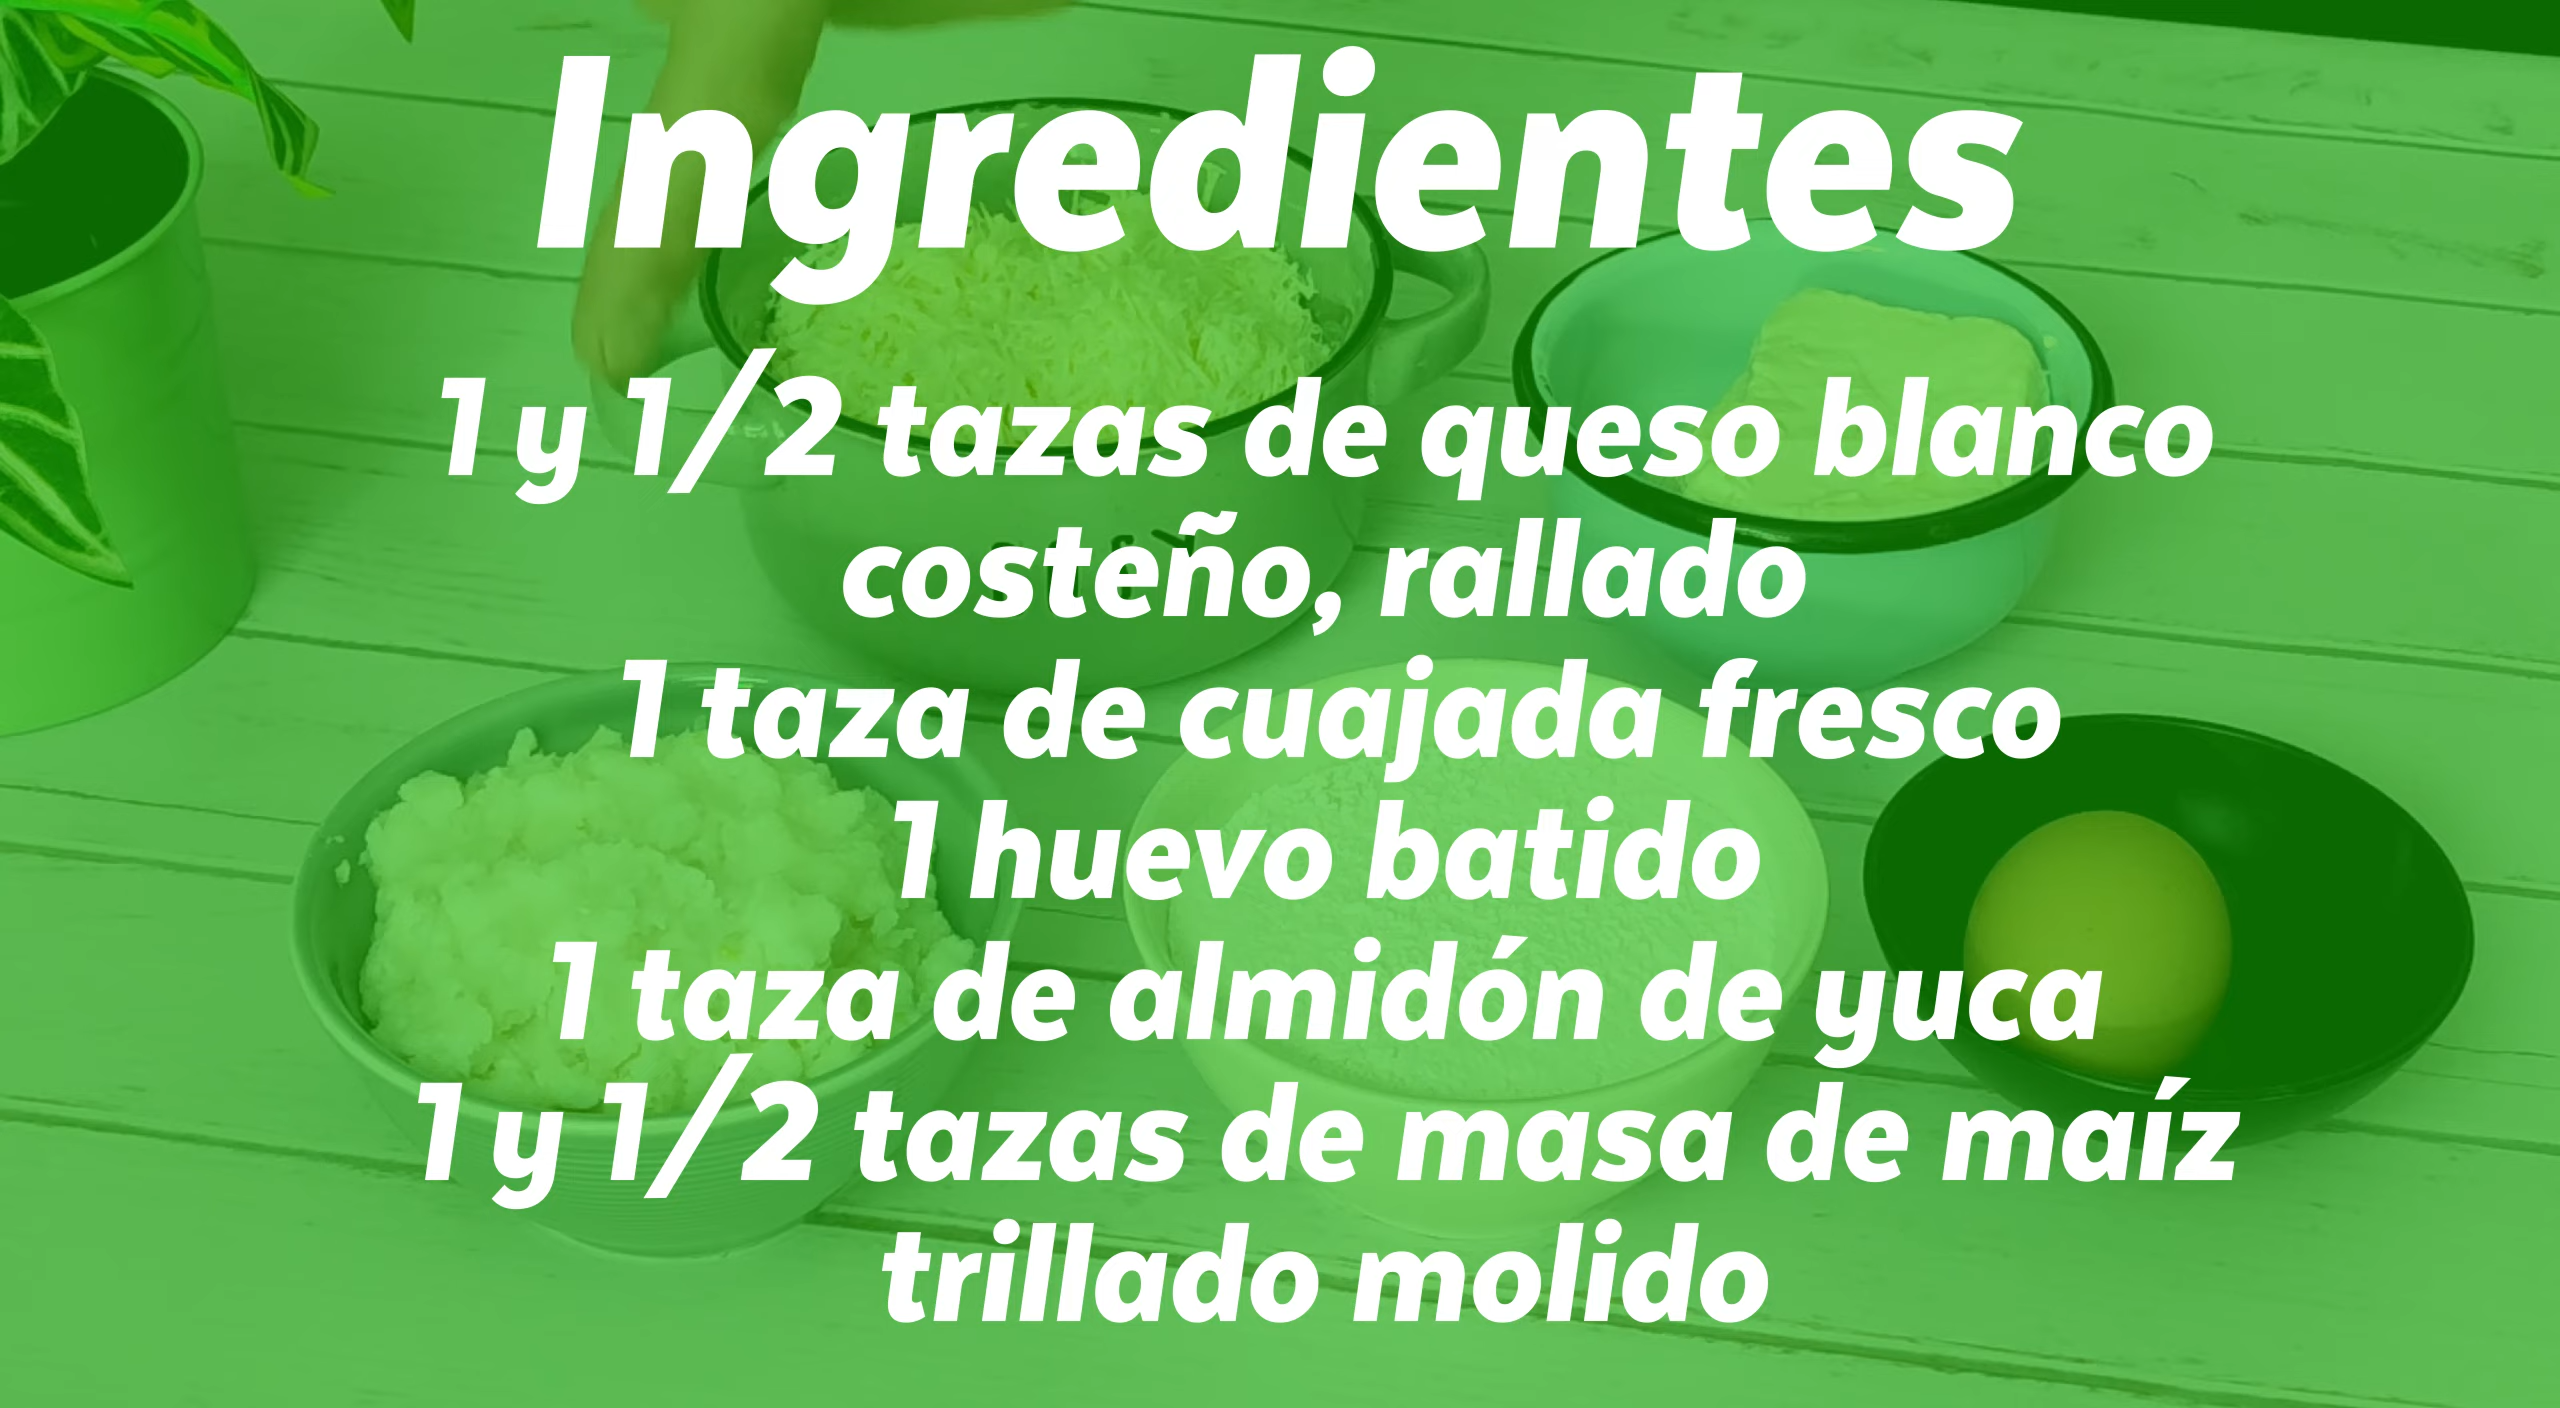 Ingredientes
1 y 1/2 tazas de queso blanco
costeño, rallado
1 taza de cuajada fresco
1 huevo batido
1 taza de almidón de yuca
1 y 1/2 tazas de masa de maíz
trillado molido